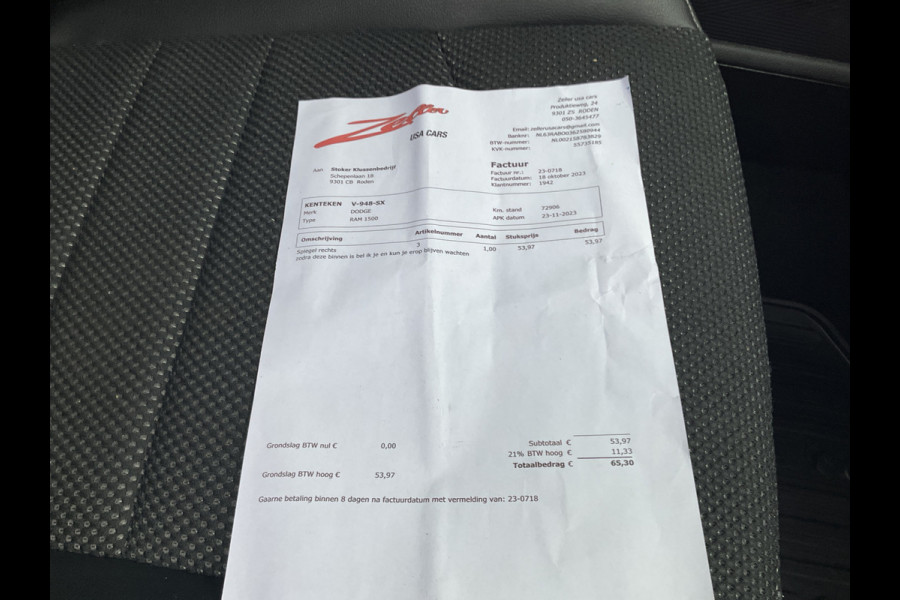 Zeller
USA CARS
Zeller usa cars
Produktieweg, 24
9301 ZS RODEN
050-3645477
Email: zellerusacars@gmail.com
Banknr:
BTW-nummer:
KVK-nummer: 55735185
Aan Stoker Klussenbedrijf
Schepenlaan 18
9301 CB Roden
Factuur
Factuur nr.: 23-0718
Factuurdatum: 18 oktober 2023
Klantnummer: 1942
KENTEKEN V-948-SX
Merk DODGE
Type RAM 1500
Km. stand 72906
APK datum 23-11-2023
Omschrijving Artikelnummer Aantal Stuksprijs Bedrag
Spiegel rechts 1,00 53,97 53,97
zodra deze binnen is bel ik je en kun je erop blijven wachten
Grondslag BTW nul € 0,00
Grondslag BTW hoog € 53,97
Subtotaal € 53,97
21% BTW hoog € 11,33
Totaalbedrag € 65,30
Gaarne betaling binnen 8 dagen na factuurdatum met vermelding van: 23-0718